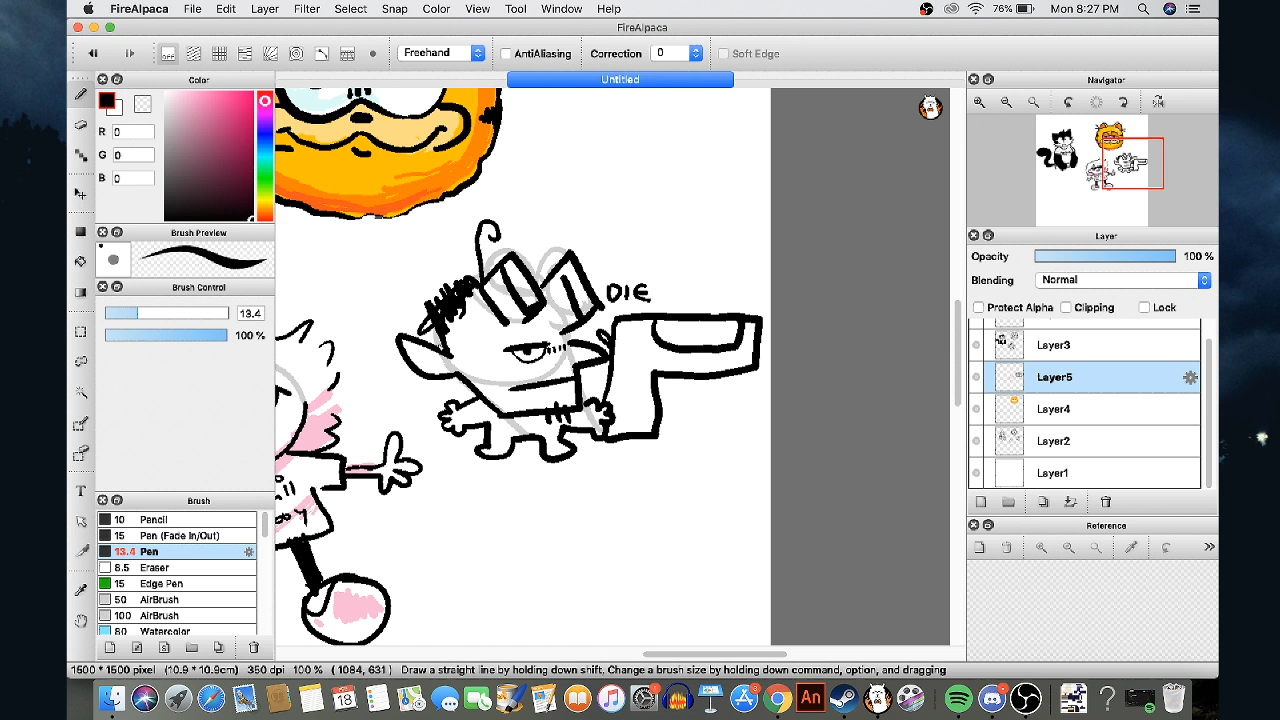 FireAlpaca File Edit Layer Filter Select Snap Color View Tool Window Help 76% Mon 8:27 PM
FireAlpaca
OFF Freehand AntiAliasing Correction 0 Soft Edge
Color Untitled Navigator
R 0
G 0
B 0
Brush Preview
Layer
Opacity 100 %
Blending Normal
Brush Control
Protect Alpha Clipping Lock
13.4
100 %
DIE
Layer3
Layer5
Layer4
Layer2
Layer1
Brush
T
10 Pencil
15 Pen (Fade In/Out)
13.4 Pen
8.5 Eraser
15 Edge Pen
50 AirBrush
100 AirBrush
80 Watercolor
Reference
1500 * 1500 pixel (10.9 * 10.9cm) 350 dpi 100 % ( 1084, 631 ) Draw a straight line by holding down shift. Change a brush size by holding down command, option, and dragging
18
An
?